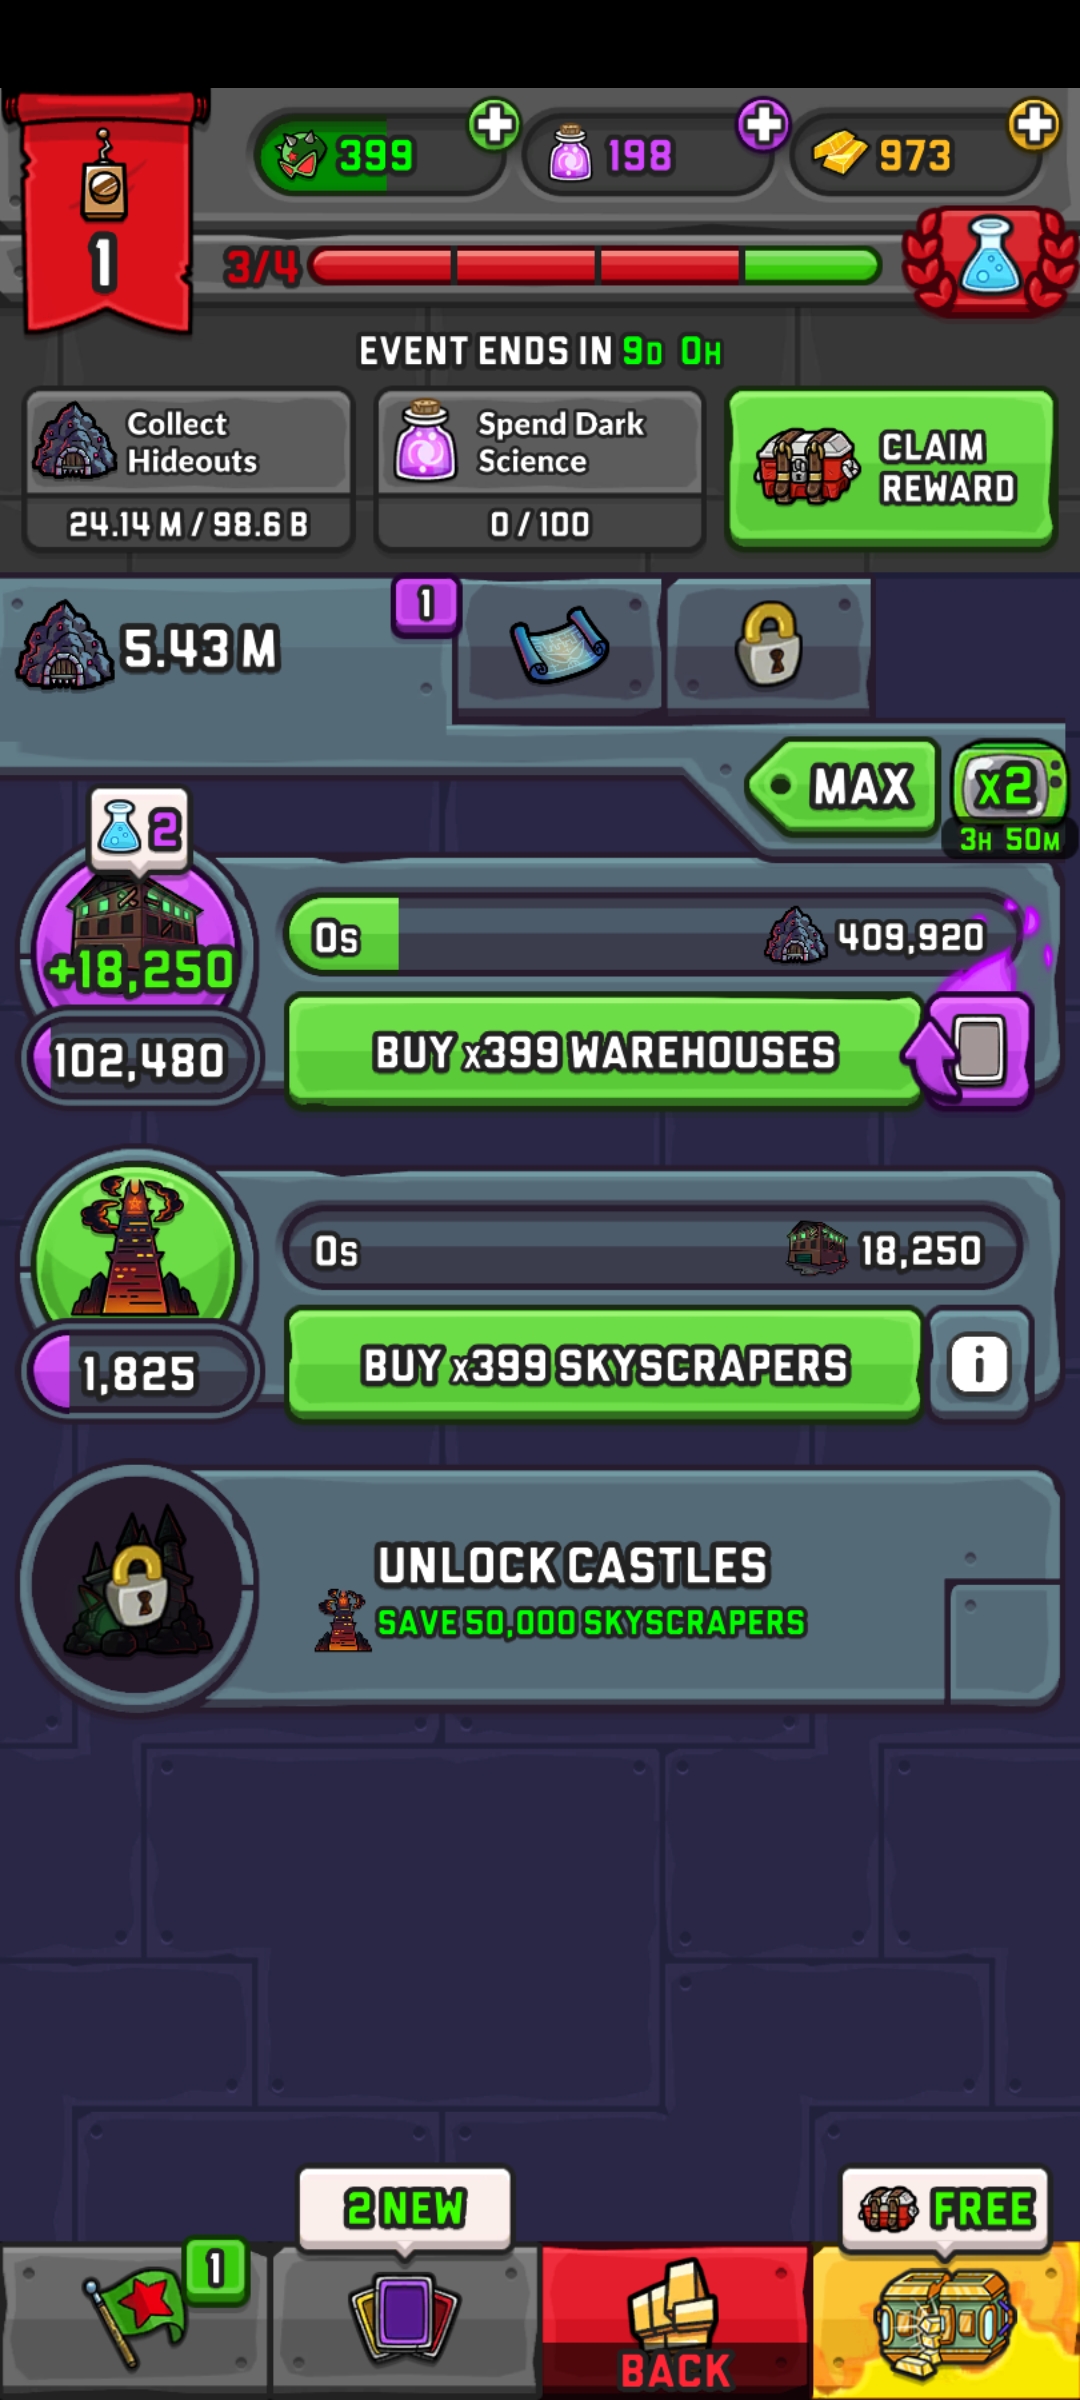 399
198
973
1
3/4
EVENT ENDS IN 9D 0H
Collect
Hideouts
24.14 M / 98.6 B
Spend Dark
Science
0 / 100
CLAIM
REWARD
5.43 M
1
MAX
x2
3H 50M
2
+18,250
102,480
0s
409,920
BUY x399 WAREHOUSES
0s
18,250
1,825
BUY x399 SKYSCRAPERS
i
UNLOCK CASTLES
SAVE 50,000 SKYSCRAPERS
1
2 NEW
BACK
FREE